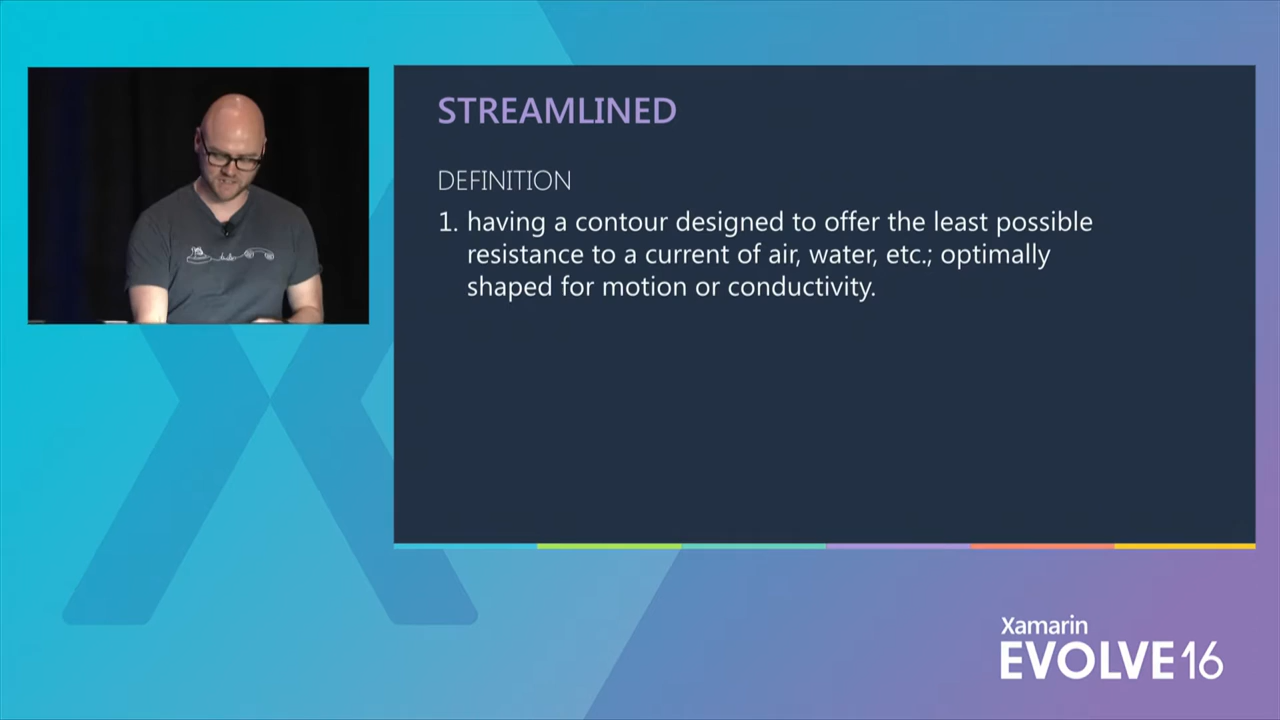 STREAMLINED
DEFINITION
1. having a contour designed to offer the least possible
resistance to a current of air, water, etc.; optimally
shaped for motion or conductivity.
Xamarin
EVOLVE16